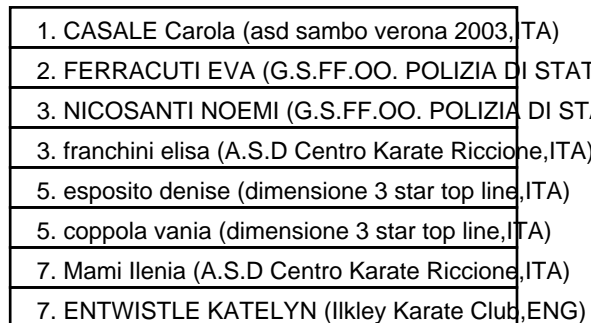 1. CASALE Carola (asd sambo verona 2003,ITA)
2. FERRACUTI EVA (G.S.FF.OO. POLIZIA DI STAT
3. NICOSANTI NOEMI (G.S.FF.OO. POLIZIA DI STA
3. franchini elisa (A.S.D Centro Karate Riccione,ITA)
5. esposito denise (dimensione 3 star top line,ITA)
5. coppola vania (dimensione 3 star top line,ITA)
7. Mami Ilenia (A.S.D Centro Karate Riccione,ITA)
7. ENTWISTLE KATELYN (Ilkley Karate Club,ENG)